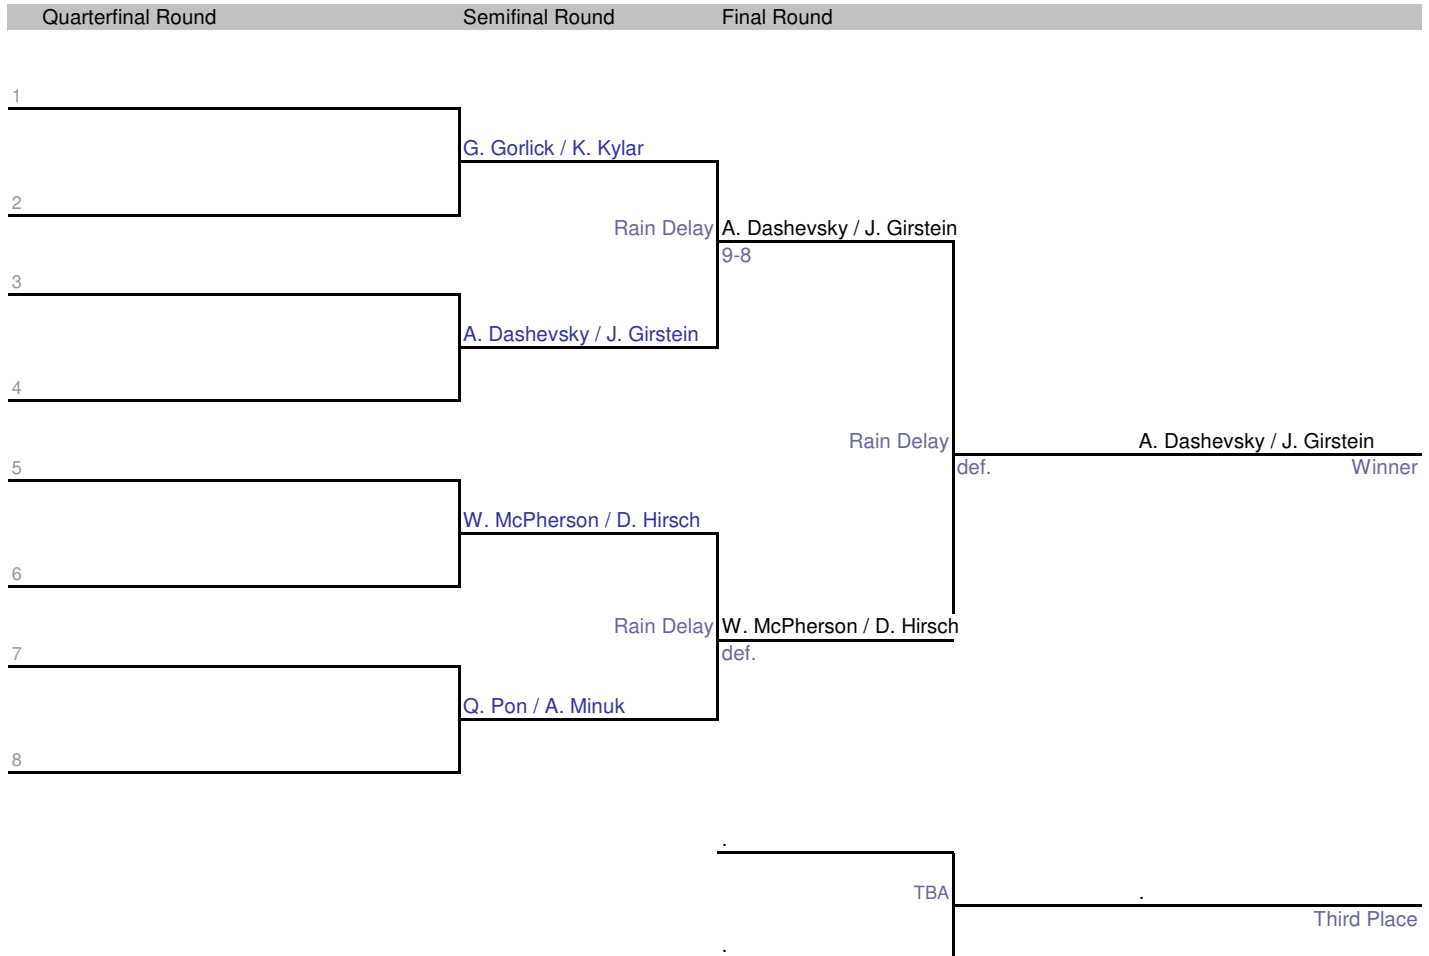 Quarterfinal Round Semifinal Round Final Round
1
G. Gorlick / K. Kylar
2
Rain Delay A. Dashevsky / J. Girstein
9-8
3
A. Dashevsky / J. Girstein
4
Rain Delay A. Dashevsky / J. Girstein
def. Winner
5
W. McPherson / D. Hirsch
6
Rain Delay W. McPherson / D. Hirsch
def.
7
Q. Pon / A. Minuk
8
.
TBA .
Third Place
.